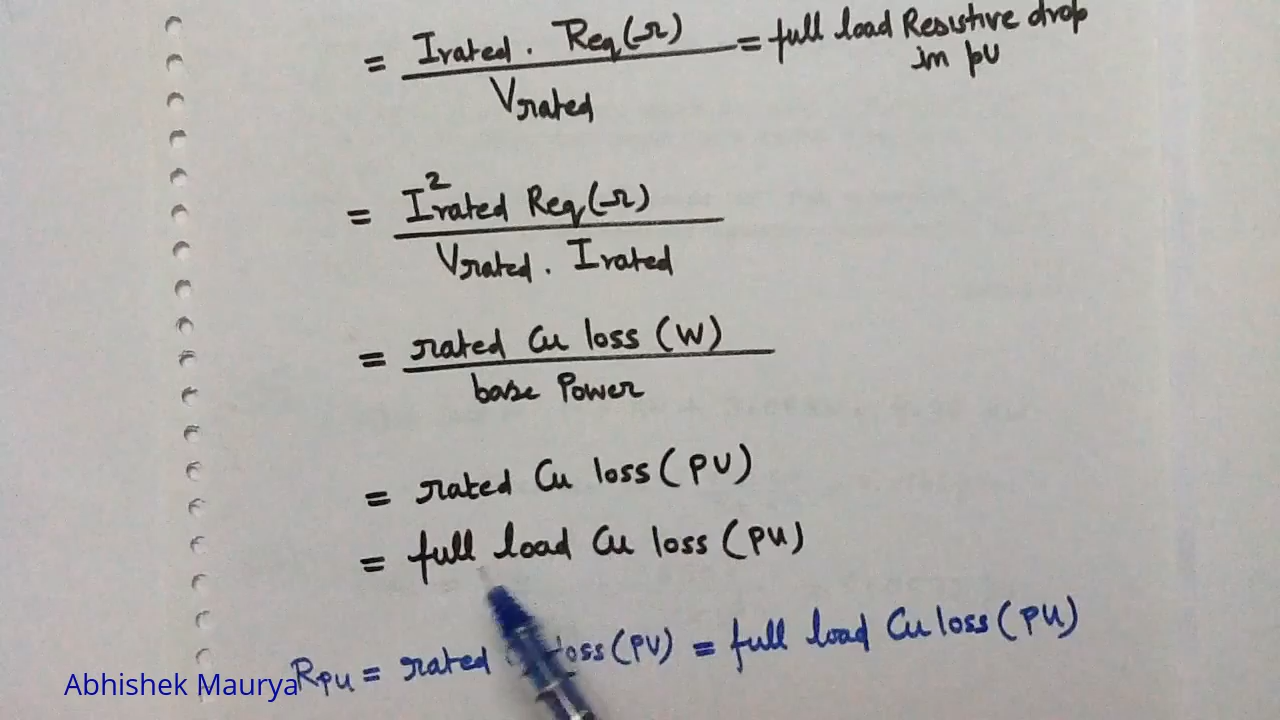 = Irated . Req(Ω) / Vrated = full load Resistive drop
in pu
= I²rated Req(Ω) / Vrated . Irated
= rated Cu loss (W) / base Power
= rated Cu loss (PU)
= full load Cu loss (PU)
RPU = rated loss (PU) = full load Cu loss (PU)
Abhishek Maurya